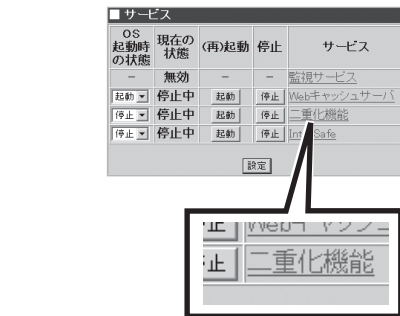 ■ サービス
OS起動時の状態 現在の状態 (再)起動 停止 サービス
- 無効 - - 監視サービス
起動 停止中 起動 停止 Webキャッシュサーバ
停止 停止中 起動 停止 二重化機能
停止 停止中 起動 停止 Safe
設定
Webキャッシュ
止 二重化機能